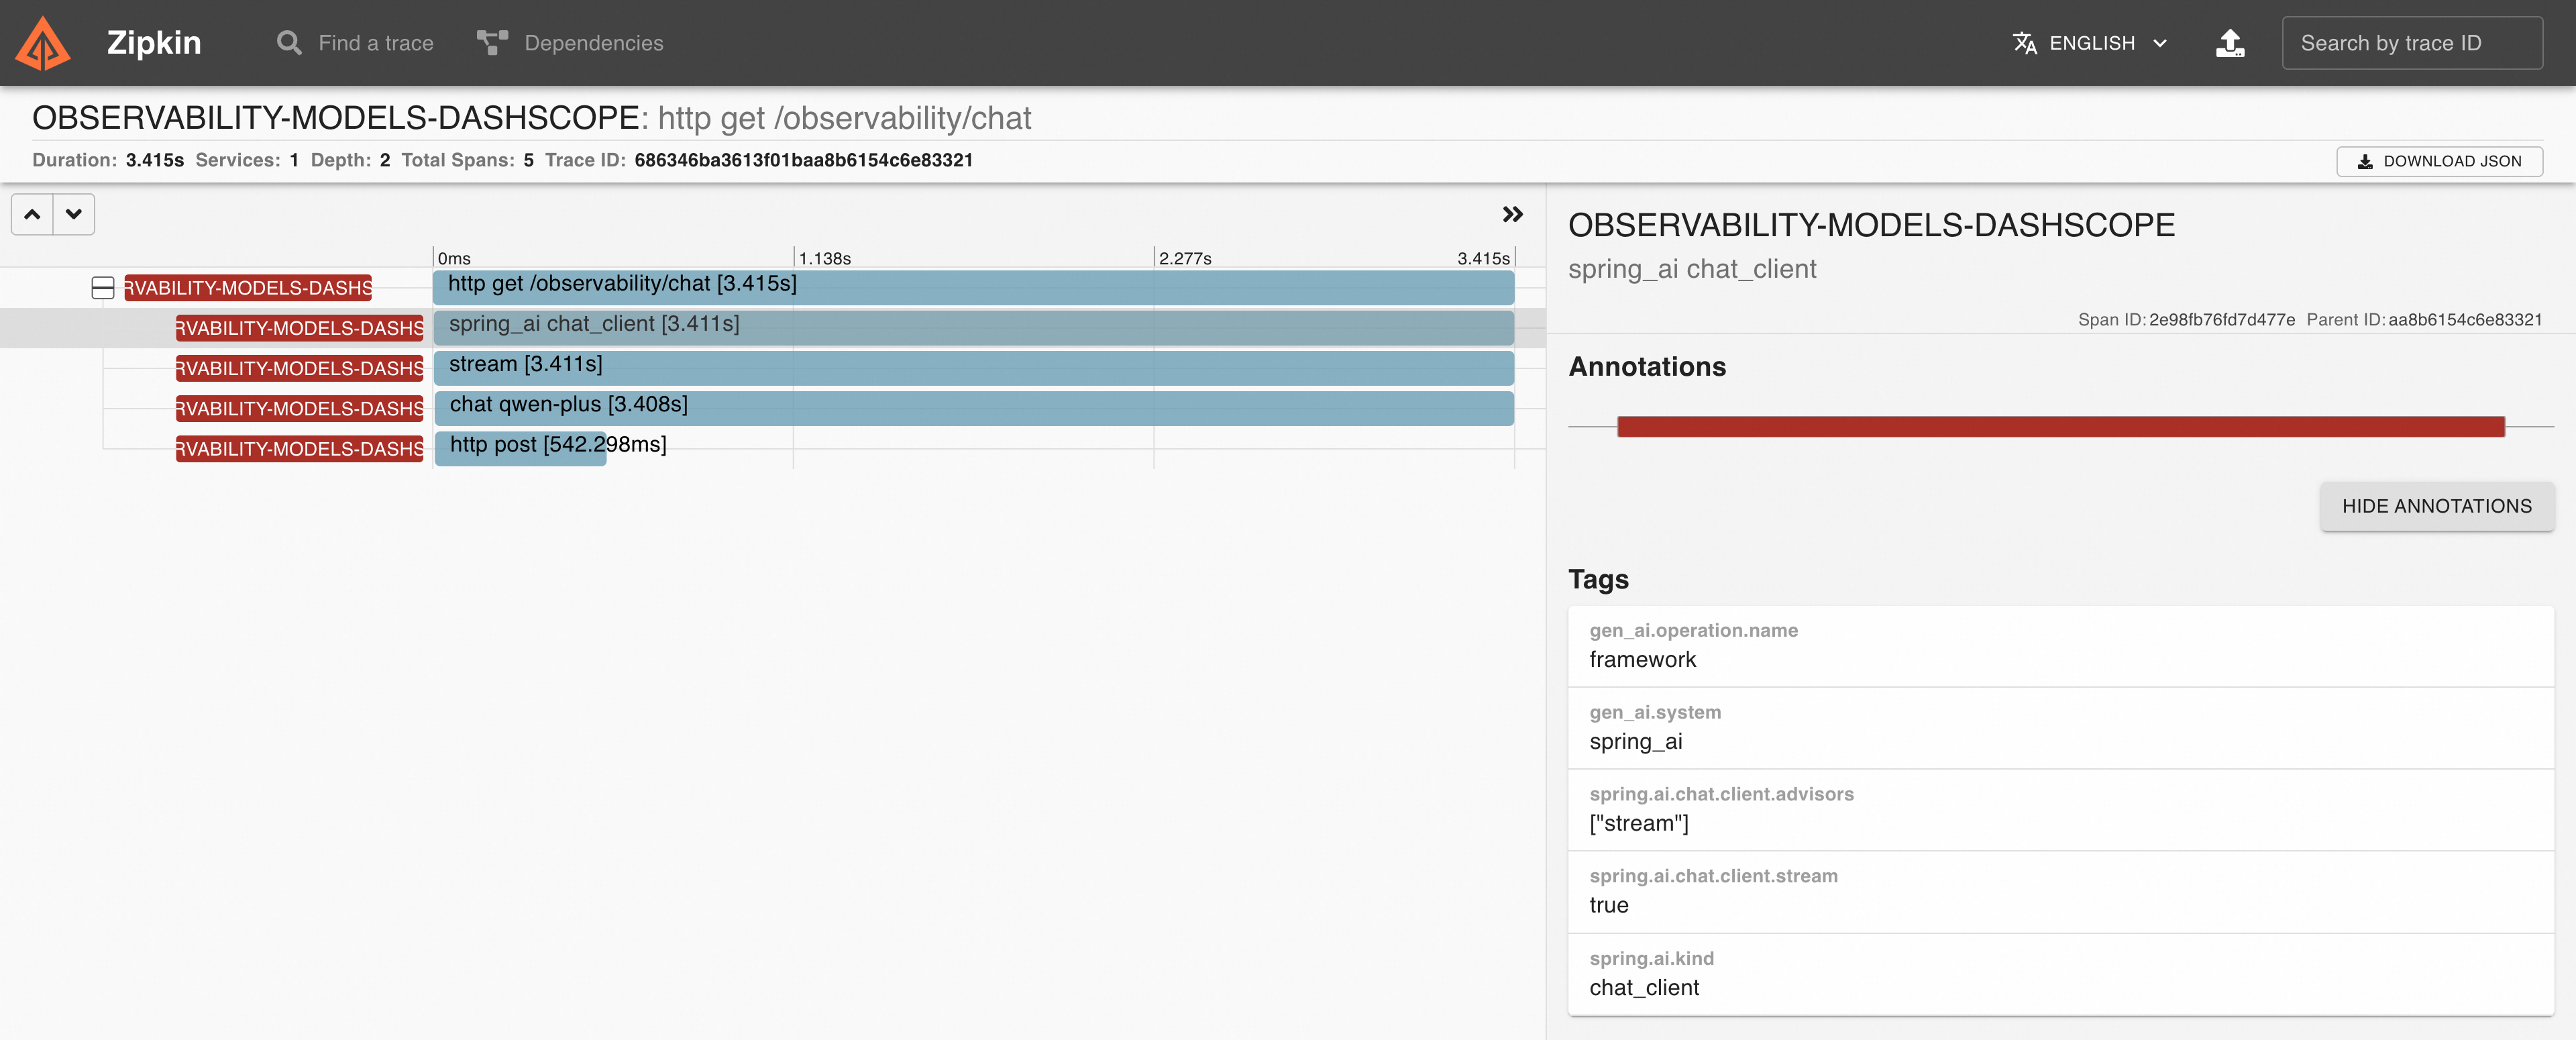 Zipkin
Find a trace
Dependencies
ENGLISH
Search by trace ID
OBSERVABILITY-MODELS-DASHSCOPE: http get /observability/chat
Duration: 3.415s Services: 1 Depth: 2 Total Spans: 5 Trace ID: 686346ba3613f01baa8b6154c6e83321
DOWNLOAD JSON
0ms 1.138s 2.277s 3.415s
RVABILITY-MODELS-DASHS http get /observability/chat [3.415s]
RVABILITY-MODELS-DASHS spring_ai chat_client [3.411s]
RVABILITY-MODELS-DASHS stream [3.411s]
RVABILITY-MODELS-DASHS chat qwen-plus [3.408s]
RVABILITY-MODELS-DASHS http post [542.298ms]
OBSERVABILITY-MODELS-DASHSCOPE
spring_ai chat_client
Span ID: 2e98fb76fd7d477e Parent ID: aa8b6154c6e83321
Annotations
HIDE ANNOTATIONS
Tags
gen_ai.operation.name
framework
gen_ai.system
spring_ai
spring.ai.chat.client.advisors
["stream"]
spring.ai.chat.client.stream
true
spring.ai.kind
chat_client